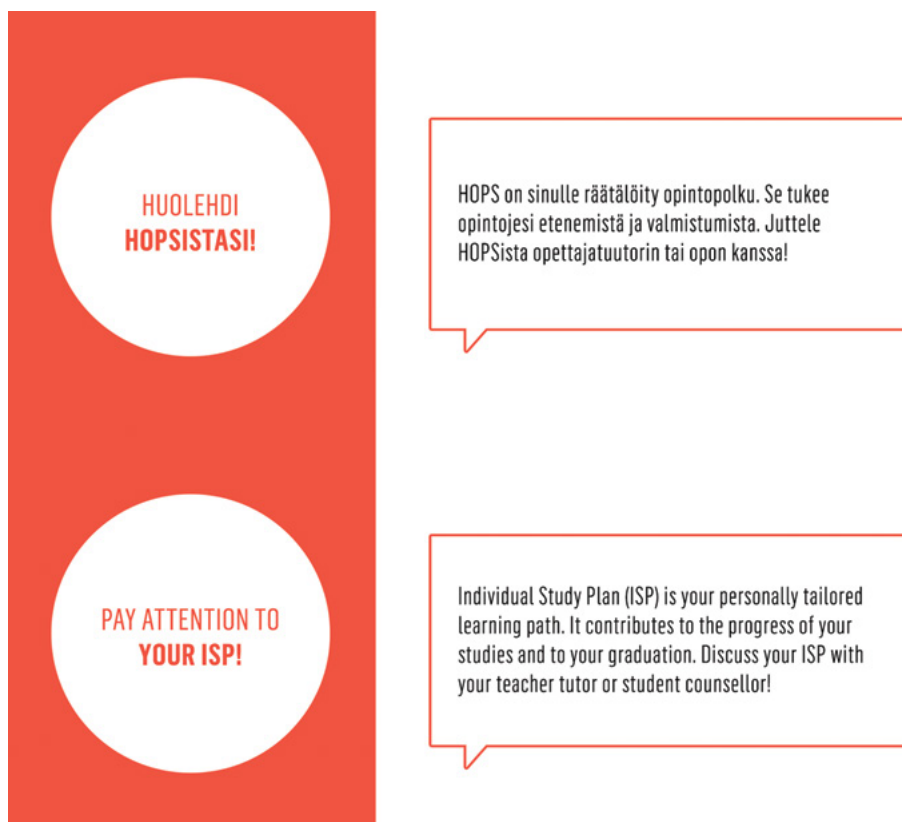 HUOLEHDI
HOPSISTASI!
HOPS on sinulle räätälöity opintopolku. Se tukee
opintojesi etenemistä ja valmistumista. Juttele
HOPSista opettajatuutorin tai opon kanssa!
PAY ATTENTION TO
YOUR ISP!
Individual Study Plan (ISP) is your personally tailored
learning path. It contributes to the progress of your
studies and to your graduation. Discuss your ISP with
your teacher tutor or student counsellor!